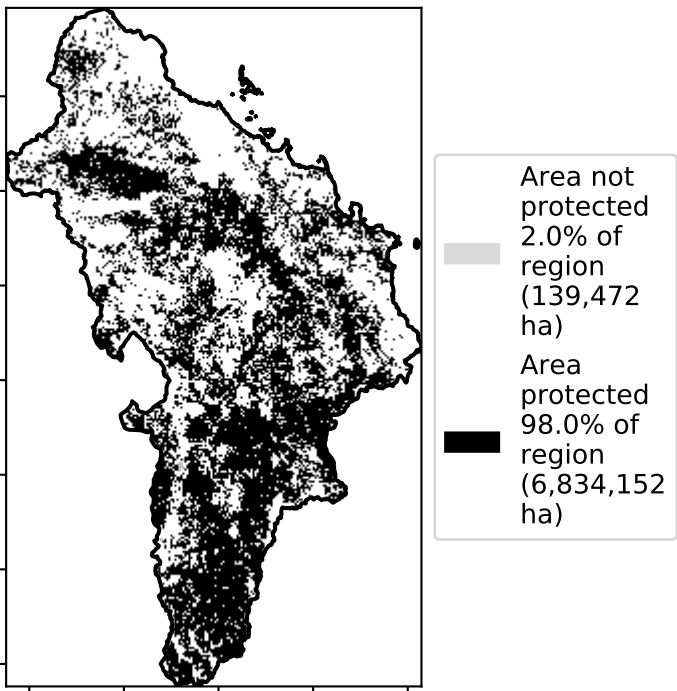 Area not
protected
2.0% of
region
(139,472
ha)
Area
protected
98.0% of
region
(6,834,152
ha)